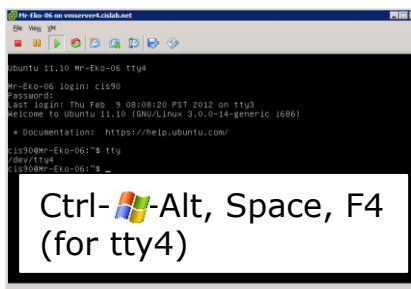 Mr-Eko-06 on vmserver4.cislab.net
File View VM
Ubuntu 11.10 Mr-Eko-06 tty4
Mr-Eko-06 login: cis90
Password:
Last login: Thu Feb  9 08:08:20 PST 2012 on tty3
Welcome to Ubuntu 11.10 (GNU/Linux 3.0.0-14-generic i686)
* Documentation:  https://help.ubuntu.com/
cis90@Mr-Eko-06:~$ tty
/dev/tty4
cis90@Mr-Eko-06:~$ _
Ctrl- -Alt, Space, F4
(for tty4)